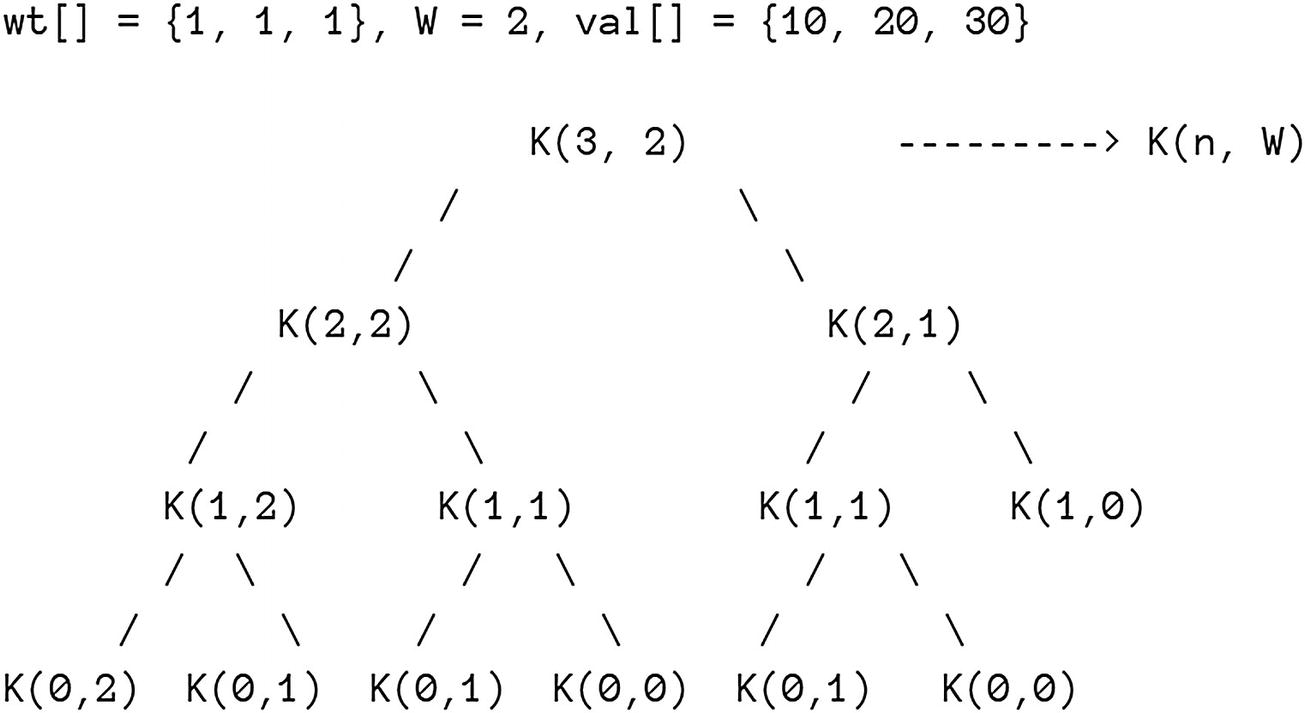 wt[] = {1, 1, 1}, W = 2, val[] = {10, 20, 30}
K(3, 2) ---------> K(n, W)
/ \
/ \
K(2,2) K(2,1)
/ \ / \
/ \ / \
K(1,2) K(1,1) K(1,1) K(1,0)
/ \ / \ / \
/ \ / \ / \
K(0,2) K(0,1) K(0,1) K(0,0) K(0,1) K(0,0)